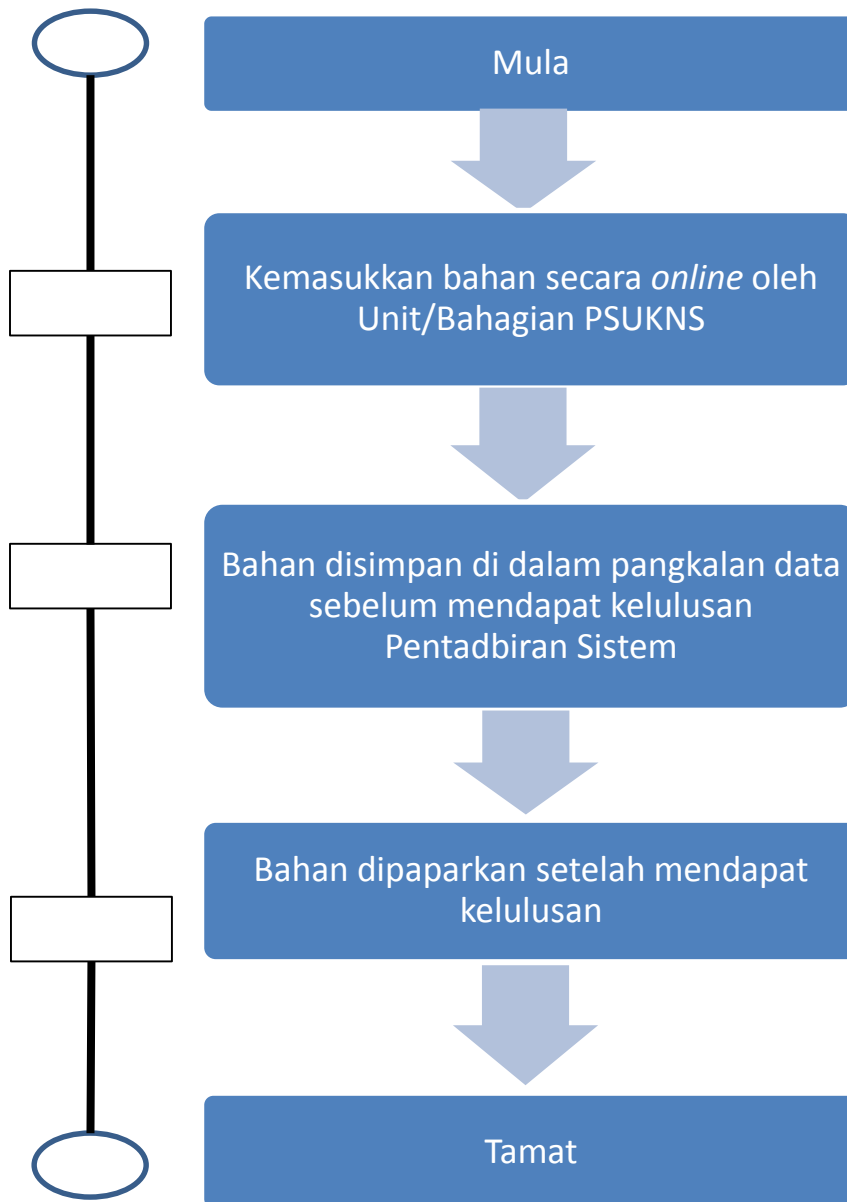 Mula
Kemasukkan bahan secara online oleh
Unit/Bahagian PSUKNS
Bahan disimpan di dalam pangkalan data
sebelum mendapat kelulusan
Pentadbiran Sistem
Bahan dipaparkan setelah mendapat
kelulusan
Tamat